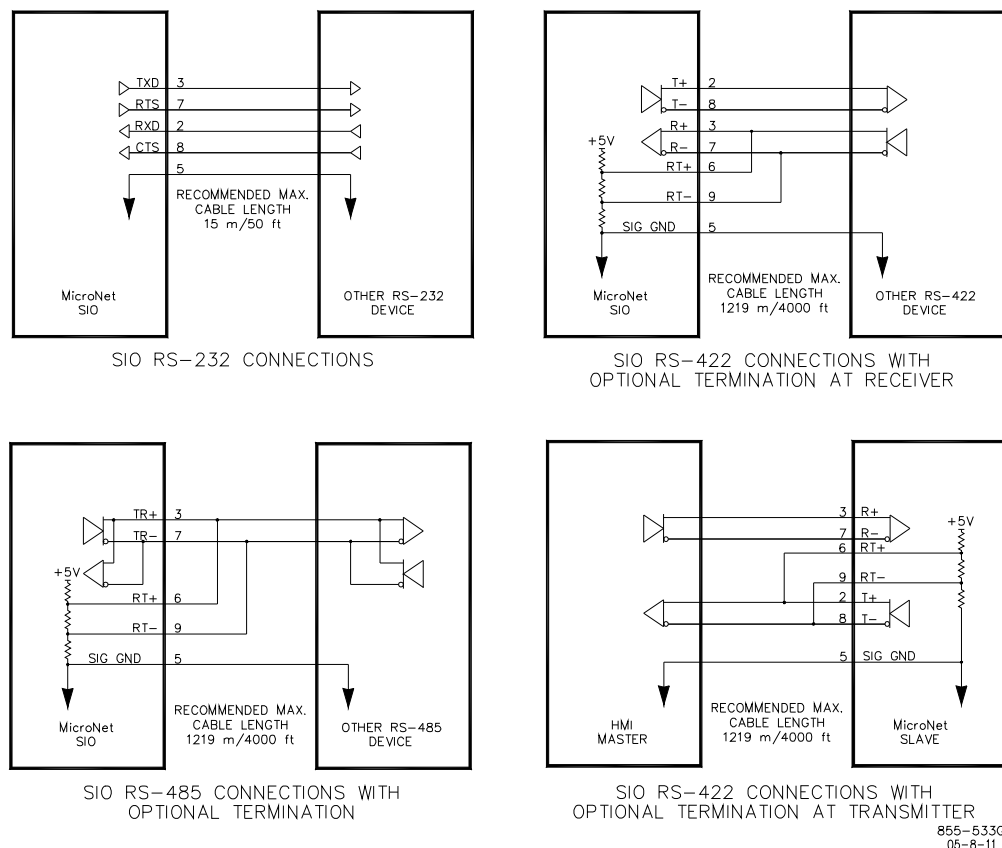 TXD 3
RTS 7
RXD 2
CTS 8
5
RECOMMENDED MAX.
CABLE LENGTH
15 m/50 ft
MicroNet
SIO
OTHER RS-232
DEVICE
SIO RS-232 CONNECTIONS
T+ 2
T- 8
R+ 3
+5V
R- 7
RT+ 6
RT- 9
SIG GND 5
RECOMMENDED MAX.
CABLE LENGTH
1219 m/4000 ft
MicroNet
SIO
OTHER RS-422
DEVICE
SIO RS-422 CONNECTIONS WITH
OPTIONAL TERMINATION AT RECEIVER
TR+ 3
TR- 7
+5V
RT+ 6
RT- 9
SIG GND 5
RECOMMENDED MAX.
CABLE LENGTH
1219 m/4000 ft
MicroNet
SIO
OTHER RS-485
DEVICE
SIO RS-485 CONNECTIONS WITH
OPTIONAL TERMINATION
3 R+
+5V
7 R-
6 RT+
9 RT-
2 T+
8 T-
5 SIG GND
RECOMMENDED MAX.
CABLE LENGTH
1219 m/4000 ft
HMI
MASTER
MicroNet
SLAVE
SIO RS-422 CONNECTIONS WITH
OPTIONAL TERMINATION AT TRANSMITTER
855-533G
05-8-11